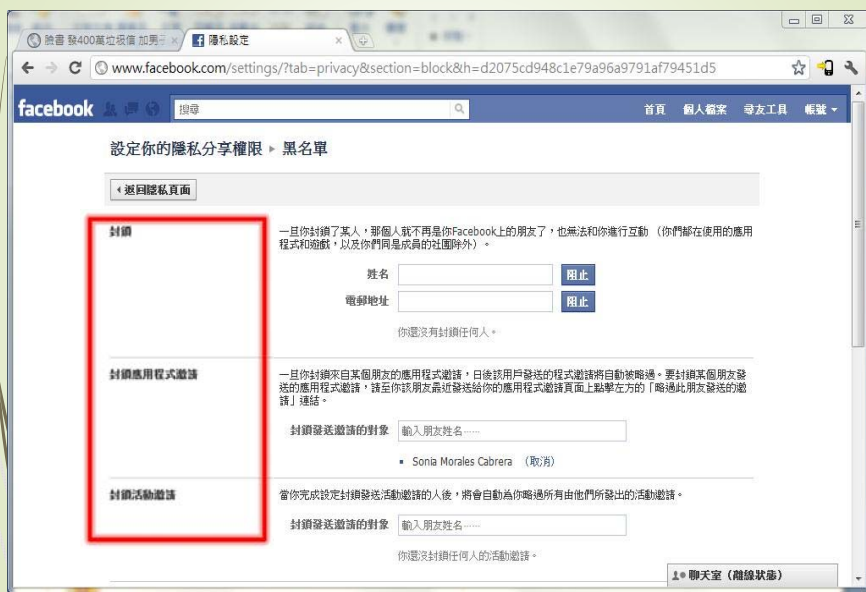 臉書 發400萬垃圾信 加男子
隱私設定
www.facebook.com/settings/?tab=privacy&section=block&h=d2075cd948c1e79a96a9791af79451d5
facebook
搜尋
首頁 個人檔案 尋友工具 帳號
設定你的隱私分享權限 ▸ 黑名單
返回隱私頁面
封鎖
一旦你封鎖了某人,那個人就不再是你Facebook上的朋友了,也無法和你進行互動 (你們都在使用的應用
程式和遊戲,以及你們同是成員的社團除外)。
姓名 阻止
電郵地址 阻止
你還沒有封鎖任何人。
封鎖應用程式邀請
一旦你封鎖來自某個朋友的應用程式邀請,日後該用戶發送的程式邀請將自動被略過。要封鎖某個朋友發
送的應用程式邀請,請至你該朋友最近發送給你的應用程式邀請頁面上點擊左方的「略過此朋友發送的邀
請」連結。
封鎖發送邀請的對象 輸入朋友姓名......
▪ Sonia Morales Cabrera (取消)
封鎖活動邀請
當你完成設定封鎖發送活動邀請的人後,將會自動為你略過所有由他們所發出的活動邀請。
封鎖發送邀請的對象 輸入朋友姓名......
你還沒封鎖任何人的活動邀請。
聊天室 (離線狀態)